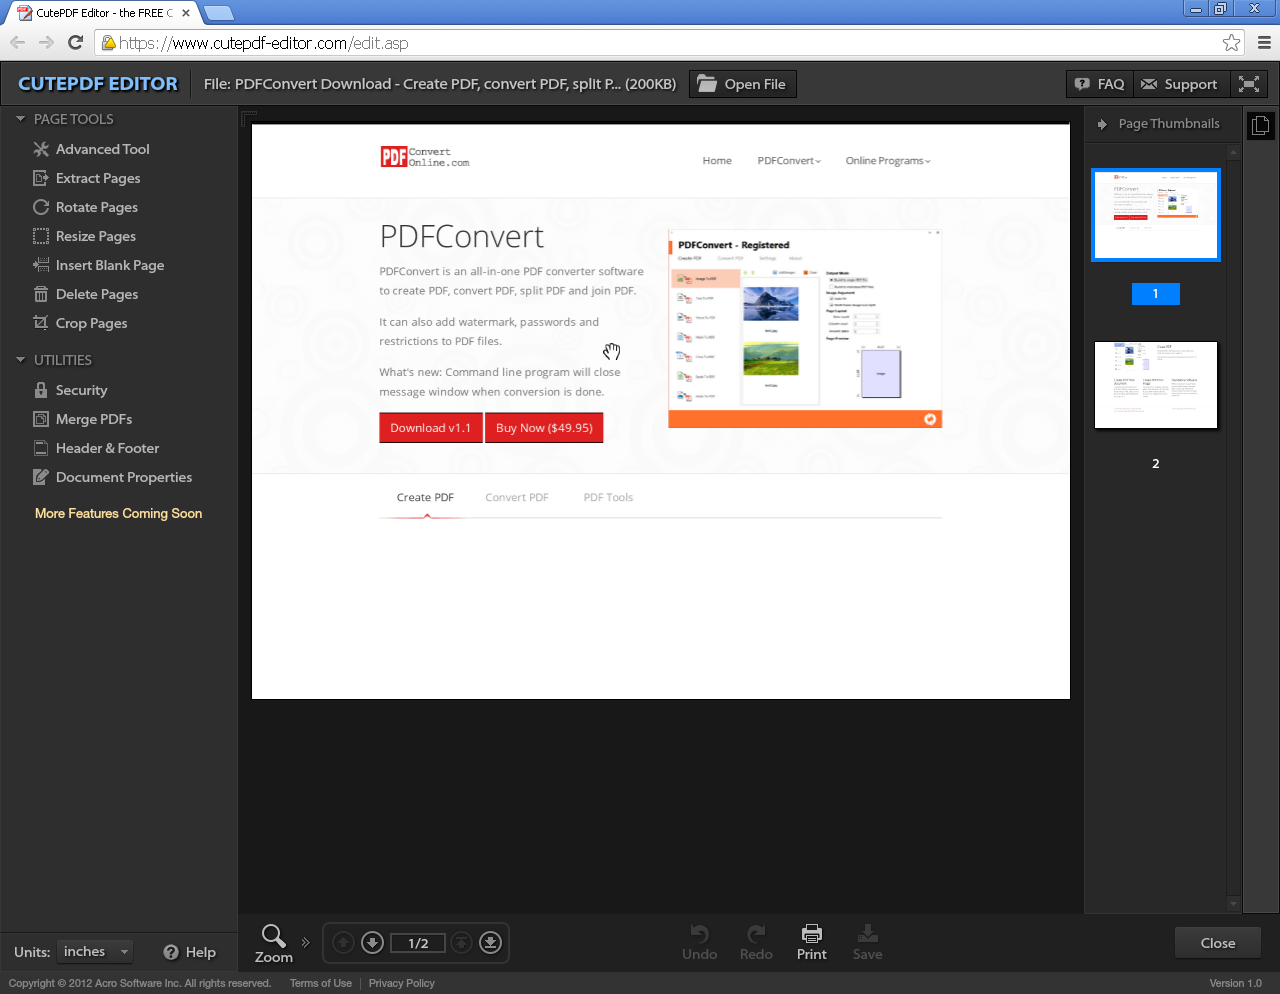 CutePDF Editor - the FREE C
https://www.cutepdf-editor.com/edit.asp
CUTEPDF EDITOR
File: PDFConvert Download - Create PDF, convert PDF, split P... (200KB)
Open File
FAQ
Support
PAGE TOOLS
Advanced Tool
Extract Pages
Rotate Pages
Resize Pages
Insert Blank Page
Delete Pages
Crop Pages
UTILITIES
Security
Merge PDFs
Header & Footer
Document Properties
More Features Coming Soon
PDF Convert
Online.com
Home PDFConvert Online Programs
PDFConvert
PDFConvert is an all-in-one PDF converter software
to create PDF, convert PDF, split PDF and join PDF.
It can also add watermark, passwords and
restrictions to PDF files.
What's new: Command line program will close
message window when conversion is done.
Download v1.1
Buy Now ($49.95)
PDFConvert - Registered
Create PDF Convert PDF Settings About
Create PDF
Convert PDF
PDF Tools
Page Thumbnails
1
2
Units: inches
Help
Zoom
1/2
Undo
Redo
Print
Save
Close
Copyright © 2012 Acro Software Inc. All rights reserved.
Terms of Use
Privacy Policy
Version 1.0